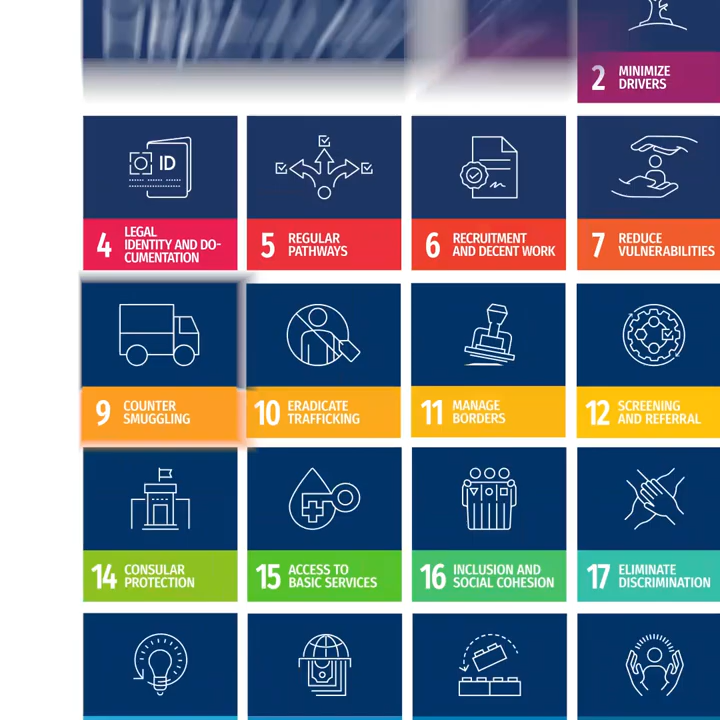 2 MINIMIZE
DRIVERS
ID
4 LEGAL
IDENTITY AND DO-
CUMENTATION
5 REGULAR
PATHWAYS
6 RECRUITMENT
AND DECENT WORK
7 REDUCE
VULNERABILITIES
9 COUNTER
SMUGGLING
10 ERADICATE
TRAFFICKING
11 MANAGE
BORDERS
12 SCREENING
AND REFERRAL
14 CONSULAR
PROTECTION
15 ACCESS TO
BASIC SERVICES
16 INCLUSION AND
SOCIAL COHESION
17 ELIMINATE
DISCRIMINATION